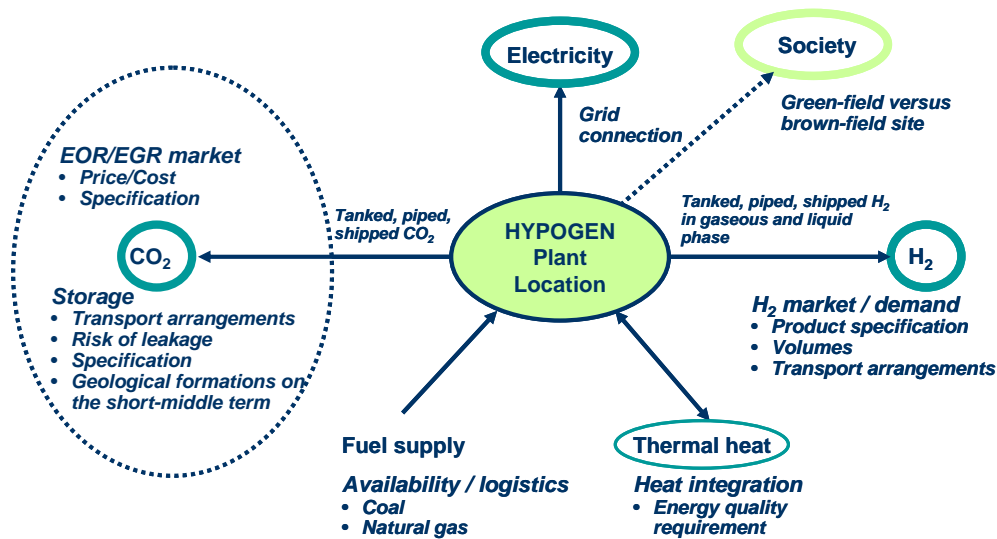 Electricity
Society
Grid
connection
Green-field versus
brown-field site
EOR/EGR market
• Price/Cost
• Specification
Tanked, piped,
shipped CO₂
CO₂
HYPOGEN
Plant
Location
Tanked, piped, shipped H₂
in gaseous and liquid
phase
H₂
Storage
• Transport arrangements
• Risk of leakage
• Specification
• Geological formations on
the short-middle term
H₂ market / demand
• Product specification
• Volumes
• Transport arrangements
Fuel supply
Availability / logistics
• Coal
• Natural gas
Thermal heat
Heat integration
• Energy quality
requirement